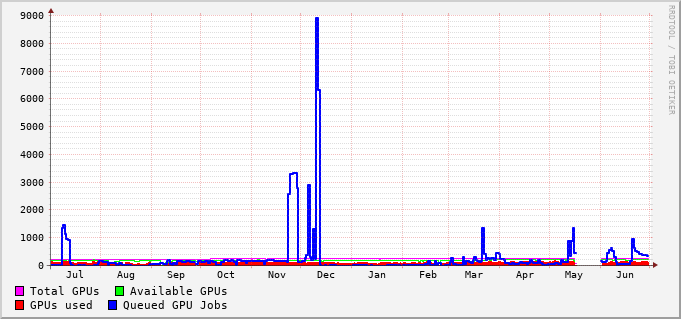 9000
8000
7000
6000
5000
4000
3000
2000
1000
0
Jul Aug Sep Oct Nov Dec Jan Feb Mar Apr May Jun
Total GPUs Available GPUs
GPUs used Queued GPU Jobs
RRDTOOL / TOBI OETIKER